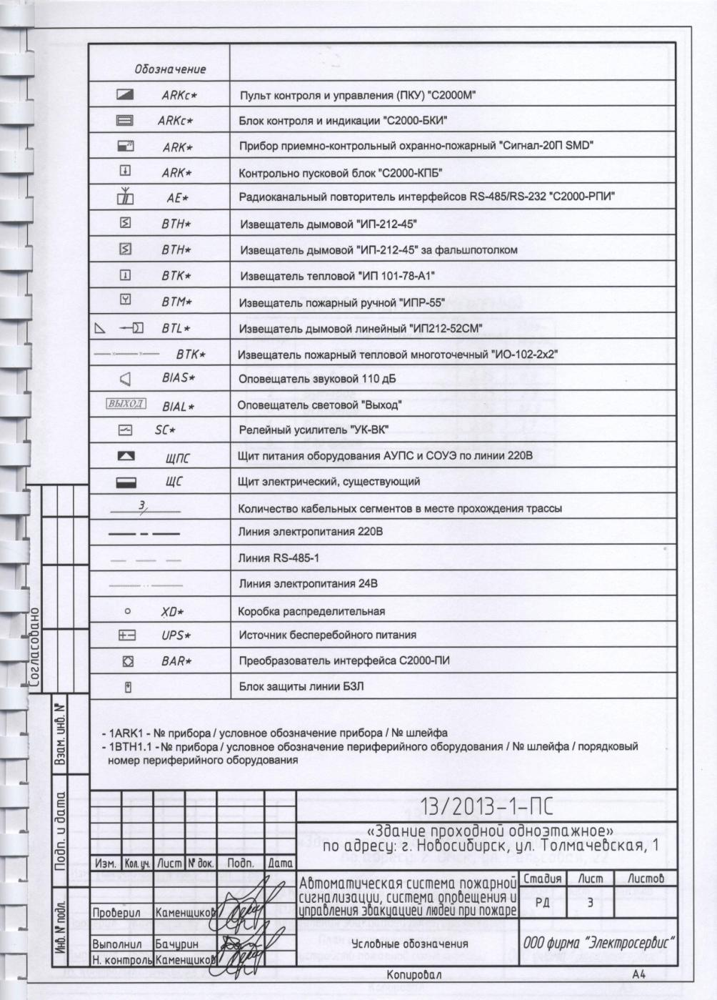 Обозначение
ARKc* Пульт контроля и управления (ПКУ) "С2000М"
ARKc* Блок контроля и индикации "С2000-БКИ"
20 ARK* Прибор приемно-контрольный охранно-пожарный "Сигнал-20П SMD"
ARK* Контрольно пусковой блок "С2000-КПБ"
AE* Радиоканальный повторитель интерфейсов RS-485/RS-232 "С2000-РПИ"
BTH* Извещатель дымовой "ИП-212-45"
BTH* Извещатель дымовой "ИП-212-45" за фальшпотолком
BTK* Извещатель тепловой "ИП 101-78-А1"
BTM* Извещатель пожарный ручной "ИПР-55"
BTL* Извещатель дымовой линейный "ИП212-52СМ"
BTK* Извещатель пожарный тепловой многоточечный "ИО-102-2x2"
BIAS* Оповещатель звуковой 110 дБ
ВЫХОД BIAL* Оповещатель световой "Выход"
SC* Релейный усилитель "УК-ВК"
ЩПС Щит питания оборудования АУПС и СОУЭ по линии 220В
ЩС Щит электрический, существующий
3 Количество кабельных сегментов в месте прохождения трассы
Линия электропитания 220В
Линия RS-485-1
Линия электропитания 24В
XD* Коробка распределительная
UPS* Источник бесперебойного питания
BAR* Преобразователь интерфейса С2000-ПИ
Блок защиты линии БЗЛ
- 1ARK1 - № прибора / условное обозначение прибора / № шлейфа
- 1BTH1.1 - № прибора / условное обозначение периферийного оборудования / № шлейфа / порядковый
номер периферийного оборудования
Согласовано
Взам. инв. №
Подп. и дата
Инв. № подл.
13/2013-1-ПС
«Здание проходной одноэтажное»
по адресу: г. Новосибирск, ул. Толмачевская, 1
Изм. Кол.уч. Лист № док. Подп. Дата
Автоматическая система пожарной
сигнализации, система оповещения и
управления эвакуацией людей при пожаре
Стадия Лист Листов
РД 3
Проверил Каменщиков
Выполнил Бачурин
Н. контроль Каменщиков
Условные обозначения
ООО фирма "Электросервис"
Копировал А4